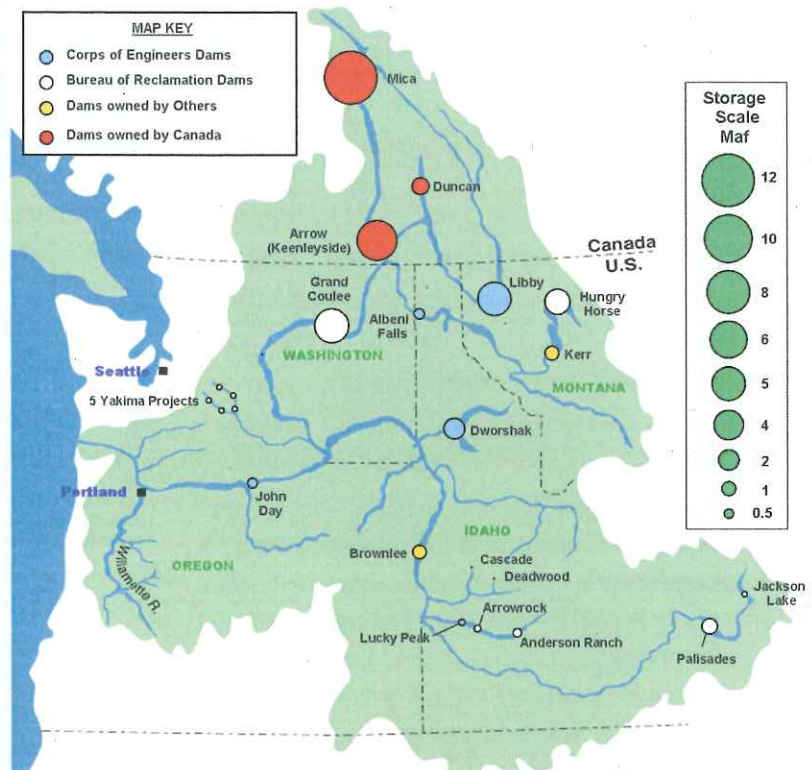 MAP KEY
Corps of Engineers Dams
Bureau of Reclamation Dams
Dams owned by Others
Dams owned by Canada
Mica
Duncan
Arrow
(Keenleyside)
Canada
U.S.
Grand
Coulee
Libby
Hungry
Horse
Albeni
Falls
WASHINGTON
Kerr
Seattle
MONTANA
5 Yakima Projects
Dworshak
Portland
John
Day
IDAHO
Brownlee
Cascade
Deadwood
OREGON
Willamette R.
Jackson
Lake
Arrowrock
Lucky Peak
Anderson Ranch
Palisades
Storage
Scale
Maf
12
10
8
6
5
4
2
1
0.5